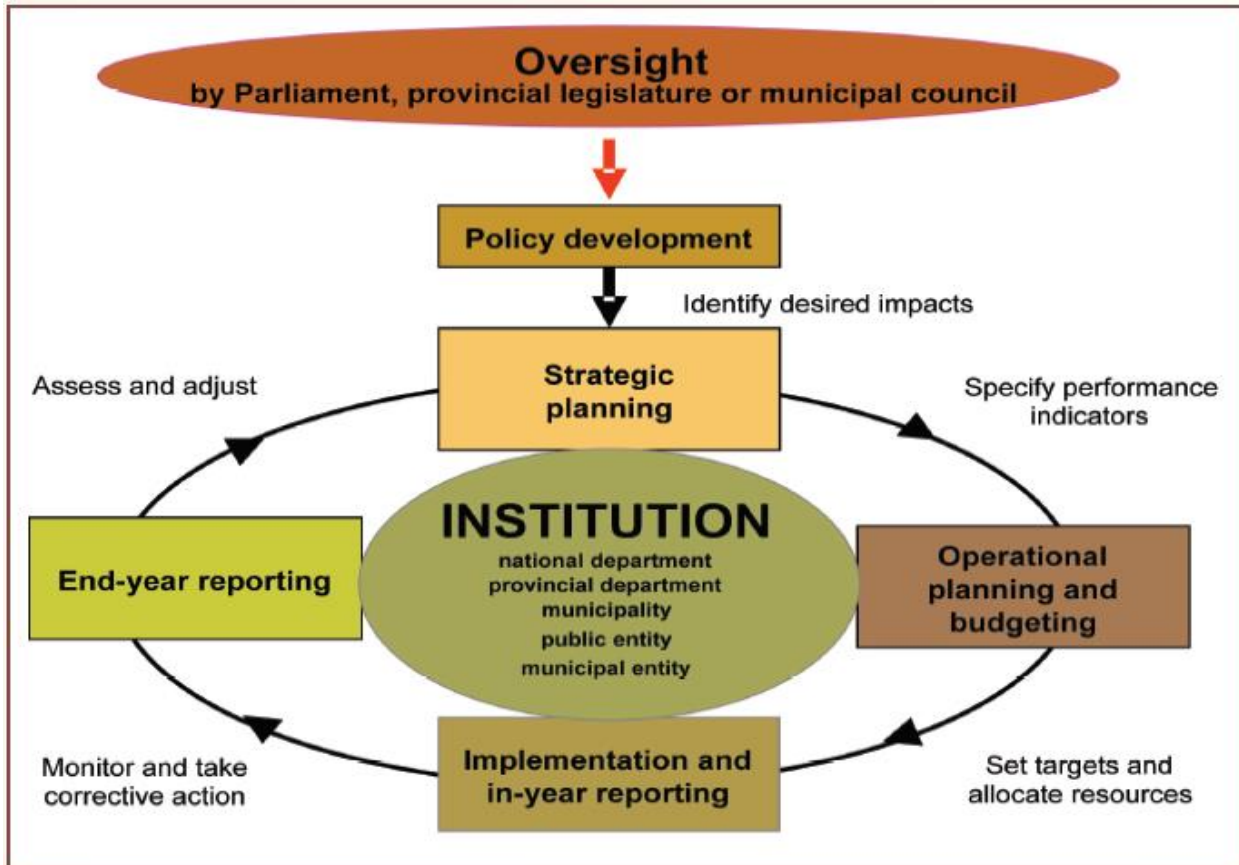 Oversight
by Parliament, provincial legislature or municipal council
Policy development
Identify desired impacts
Strategic
planning
Assess and adjust
Specify performance
indicators
INSTITUTION
national department
provincial department
municipality
public entity
municipal entity
End-year reporting
Operational
planning and
budgeting
Implementation and
in-year reporting
Monitor and take
corrective action
Set targets and
allocate resources